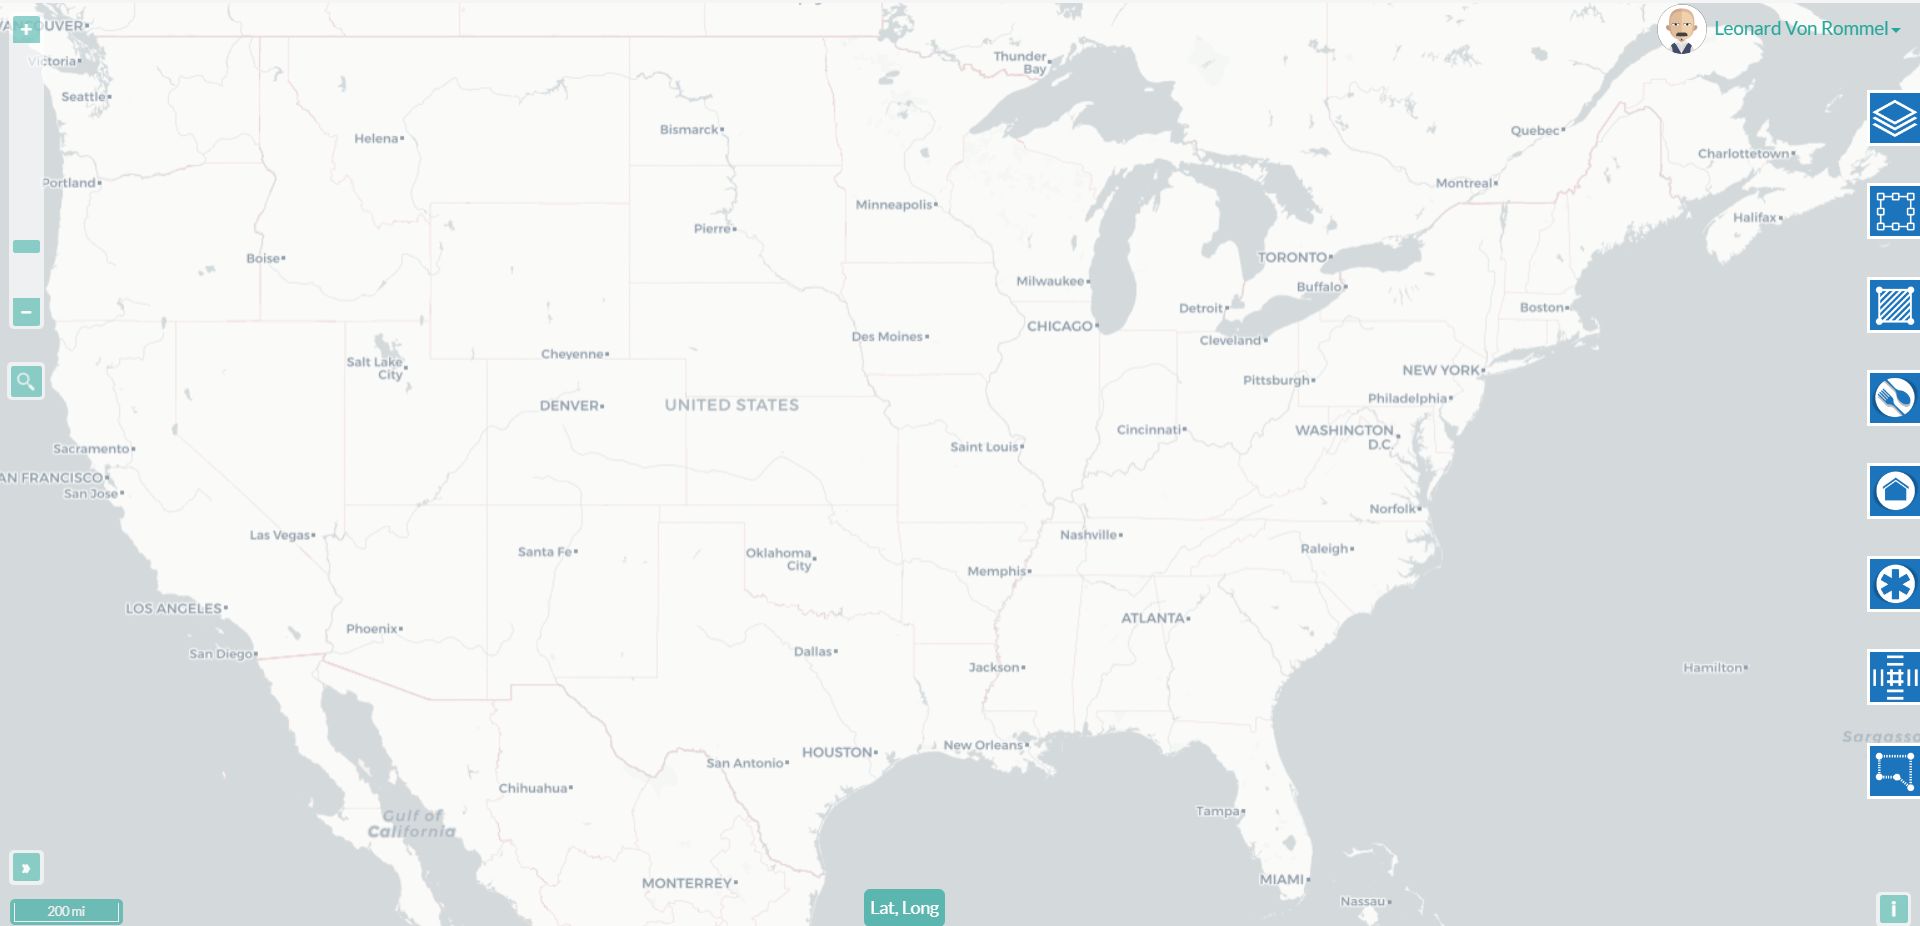 VANCOUVER
+
Leonard Von Rommel
Victoria
Thunder
Bay
Seattle
Helena
Bismarck
Quebec
Charlottetown
Portland
Montreal
Minneapolis
Halifax
Pierre
Boise
TORONTO
Milwaukee
Buffalo
Detroit
Boston
−
CHICAGO
Des Moines
Cleveland
Cheyenne
Salt Lake
City
NEW YORK
Pittsburgh
Philadelphia
DENVER
UNITED STATES
Cincinnati
WASHINGTON
D.C.
Saint Louis
Sacramento
AN FRANCISCO
San Jose
Norfolk
Las Vegas
Nashville
Santa Fe
Oklahoma
City
Raleigh
Memphis
LOS ANGELES
ATLANTA
Phoenix
San Diego
Dallas
Jackson
Hamilton
Sargasso
New Orleans
HOUSTON
San Antonio
Chihuahua
Gulf of
California
Tampa
»
MONTERREY
MIAMI
Nassau
200 mi
Lat, Long
i